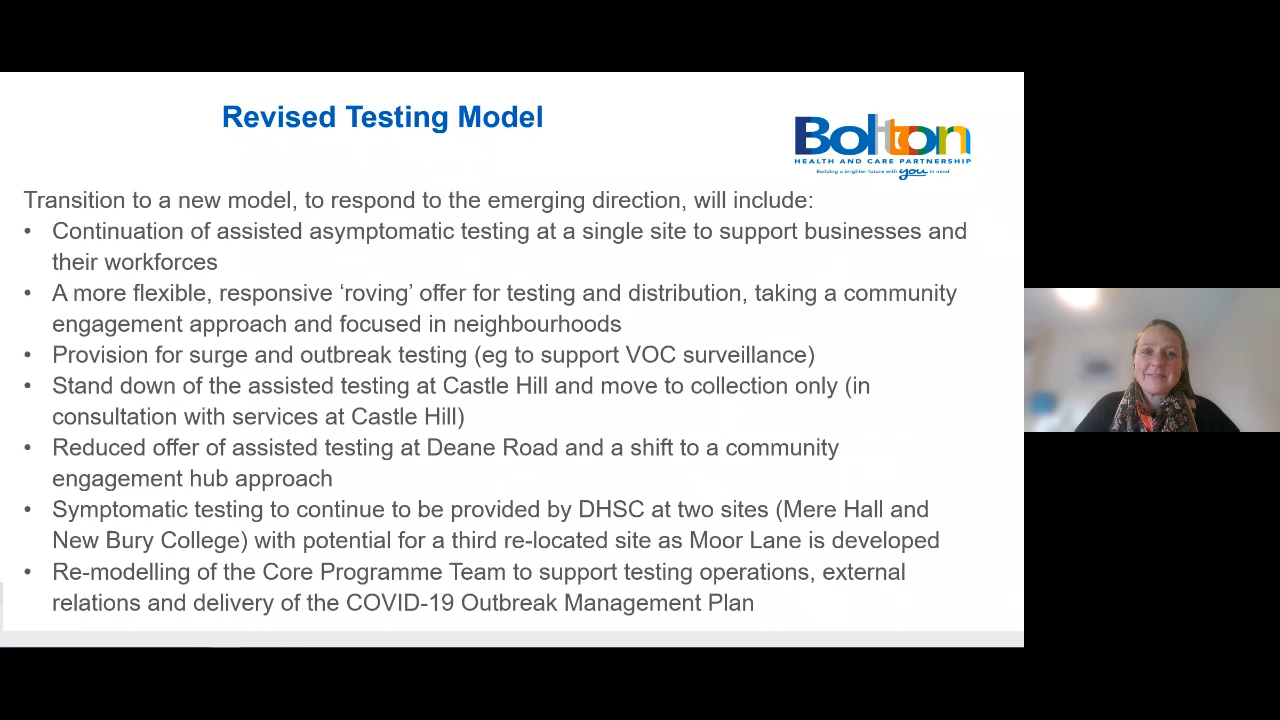 Revised Testing Model
Bolton
HEALTH AND CARE PARTNERSHIP
Building a brighter future with you in mind
Transition to a new model, to respond to the emerging direction, will include:
• Continuation of assisted asymptomatic testing at a single site to support businesses and
their workforces
• A more flexible, responsive ‘roving’ offer for testing and distribution, taking a community
engagement approach and focused in neighbourhoods
• Provision for surge and outbreak testing (eg to support VOC surveillance)
• Stand down of the assisted testing at Castle Hill and move to collection only (in
consultation with services at Castle Hill)
• Reduced offer of assisted testing at Deane Road and a shift to a community
engagement hub approach
• Symptomatic testing to continue to be provided by DHSC at two sites (Mere Hall and
New Bury College) with potential for a third re-located site as Moor Lane is developed
• Re-modelling of the Core Programme Team to support testing operations, external
relations and delivery of the COVID-19 Outbreak Management Plan